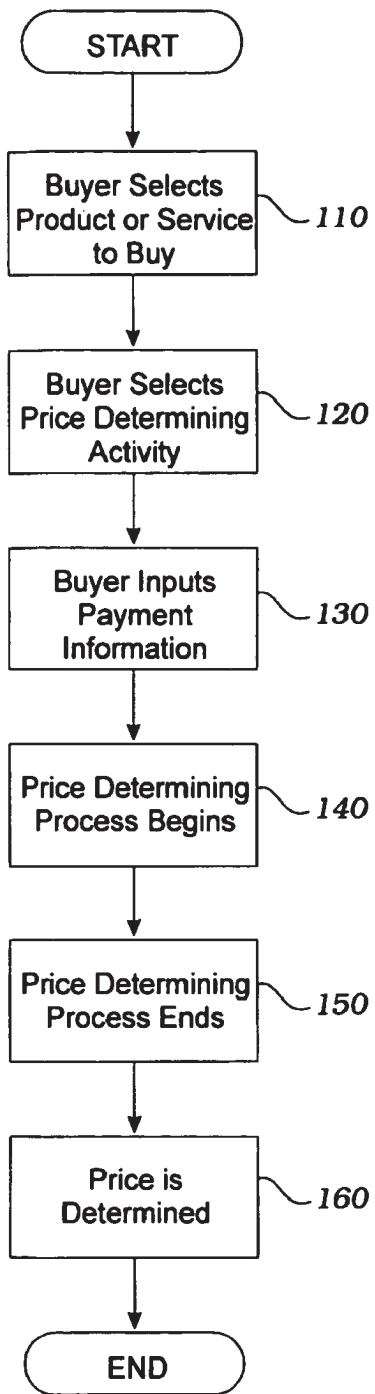 START
Buyer Selects
Product or Service
to Buy
110
Buyer Selects
Price Determining
Activity
120
Buyer Inputs
Payment
Information
130
Price Determining
Process Begins
140
Price Determining
Process Ends
150
Price is
Determined
160
END